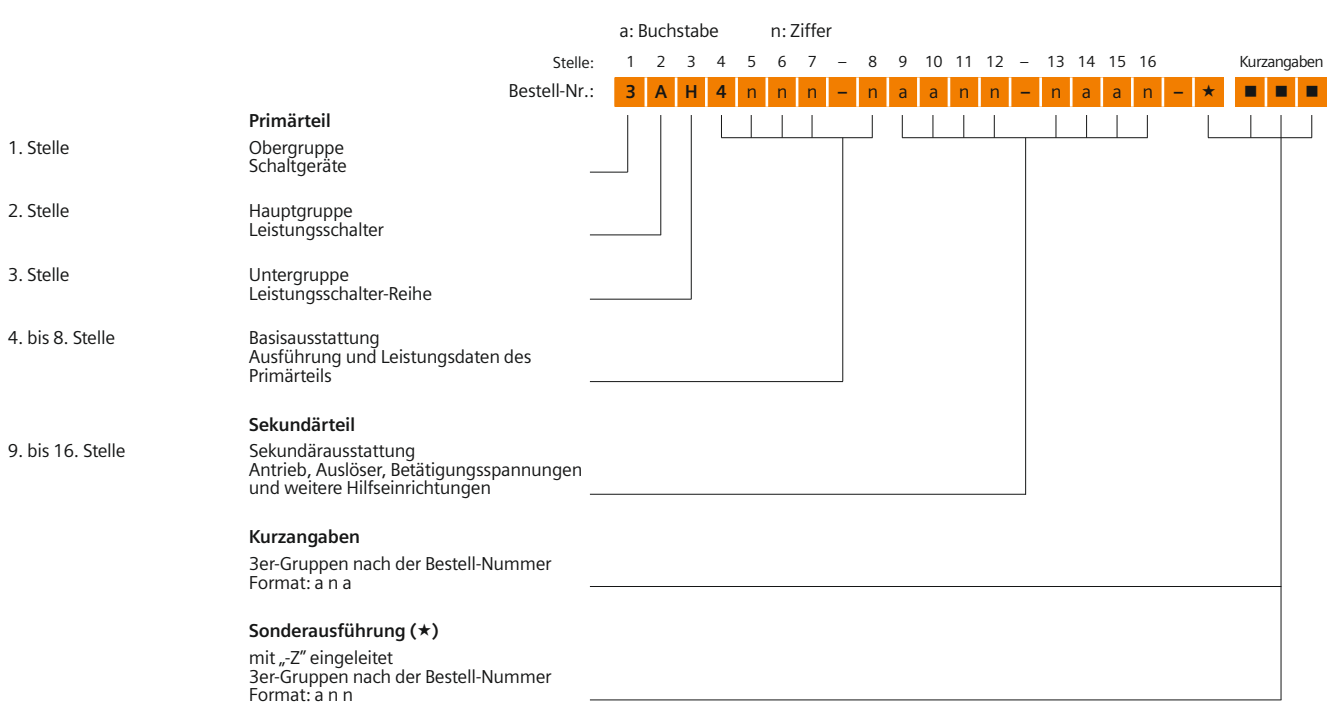 a: Buchstabe n: Ziffer
Stelle: 1 2 3 4 5 6 7 – 8 9 10 11 12 – 13 14 15 16 Kurzangaben
Bestell-Nr.: 3 A H 4 n n n – n a a n n – n a a n – ★ ■ ■ ■
Primärteil
1. Stelle Obergruppe
Schaltgeräte
2. Stelle Hauptgruppe
Leistungsschalter
3. Stelle Untergruppe
Leistungsschalter-Reihe
4. bis 8. Stelle Basisausstattung
Ausführung und Leistungsdaten des
Primärteils
Sekundärteil
9. bis 16. Stelle Sekundärausstattung
Antrieb, Auslöser, Betätigungsspannungen
und weitere Hilfseinrichtungen
Kurzangaben
3er-Gruppen nach der Bestell-Nummer
Format: a n a
Sonderausführung (★)
mit „-Z” eingeleitet
3er-Gruppen nach der Bestell-Nummer
Format: a n n